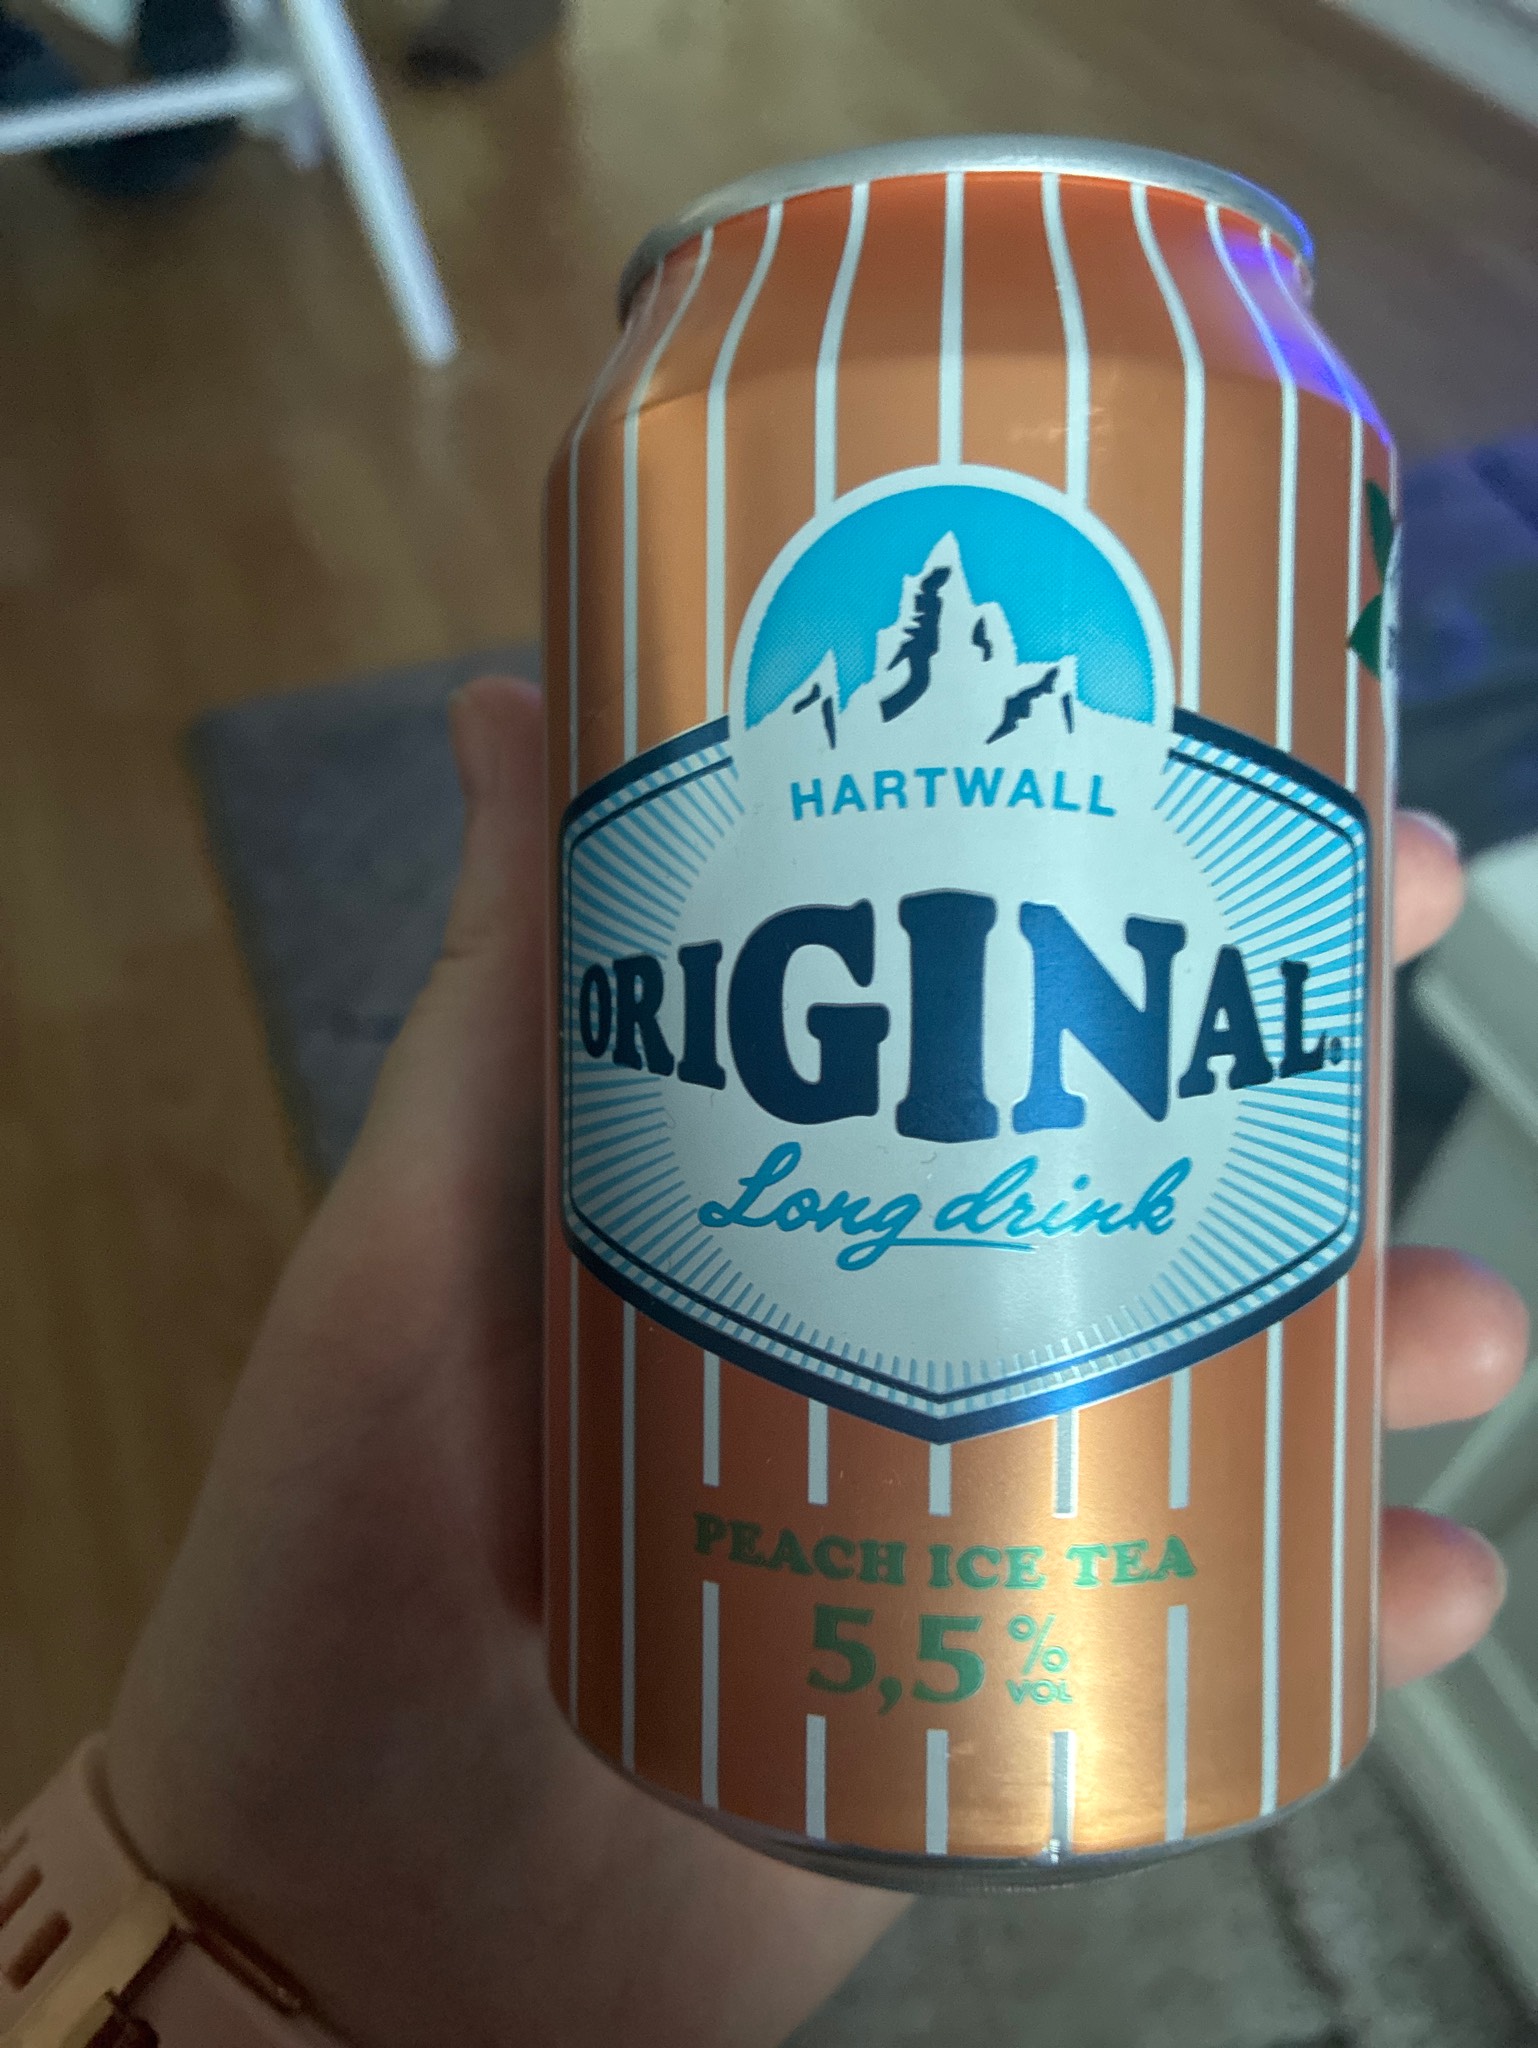 HARTWALL
ORIGINAL.
Long drink
PEACH ICE TEA
5,5 % VOL